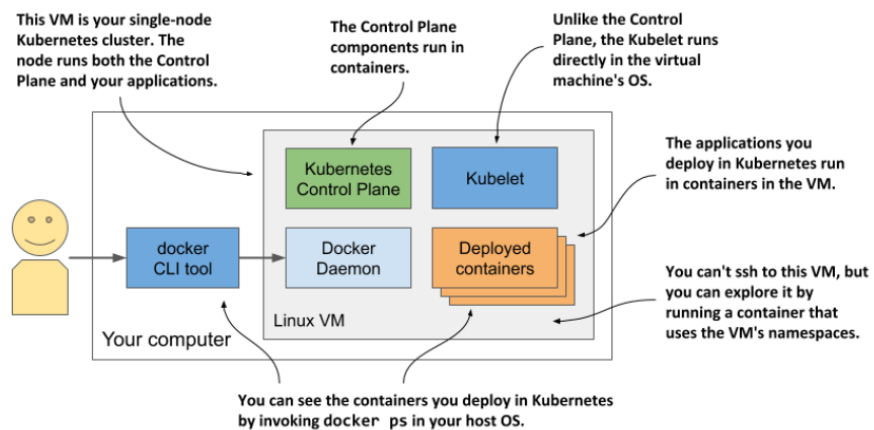 This VM is your single-node
Kubernetes cluster. The
node runs both the Control
Plane and your applications.
The Control Plane
components run in
containers.
Unlike the Control
Plane, the Kubelet runs
directly in the virtual
machine's OS.
Kubernetes
Control Plane
Kubelet
The applications you
deploy in Kubernetes run
in containers in the VM.
docker
CLI tool
Docker
Daemon
Deployed
containers
You can't ssh to this VM, but
you can explore it by
running a container that
uses the VM's namespaces.
Linux VM
Your computer
You can see the containers you deploy in Kubernetes
by invoking docker ps in your host OS.